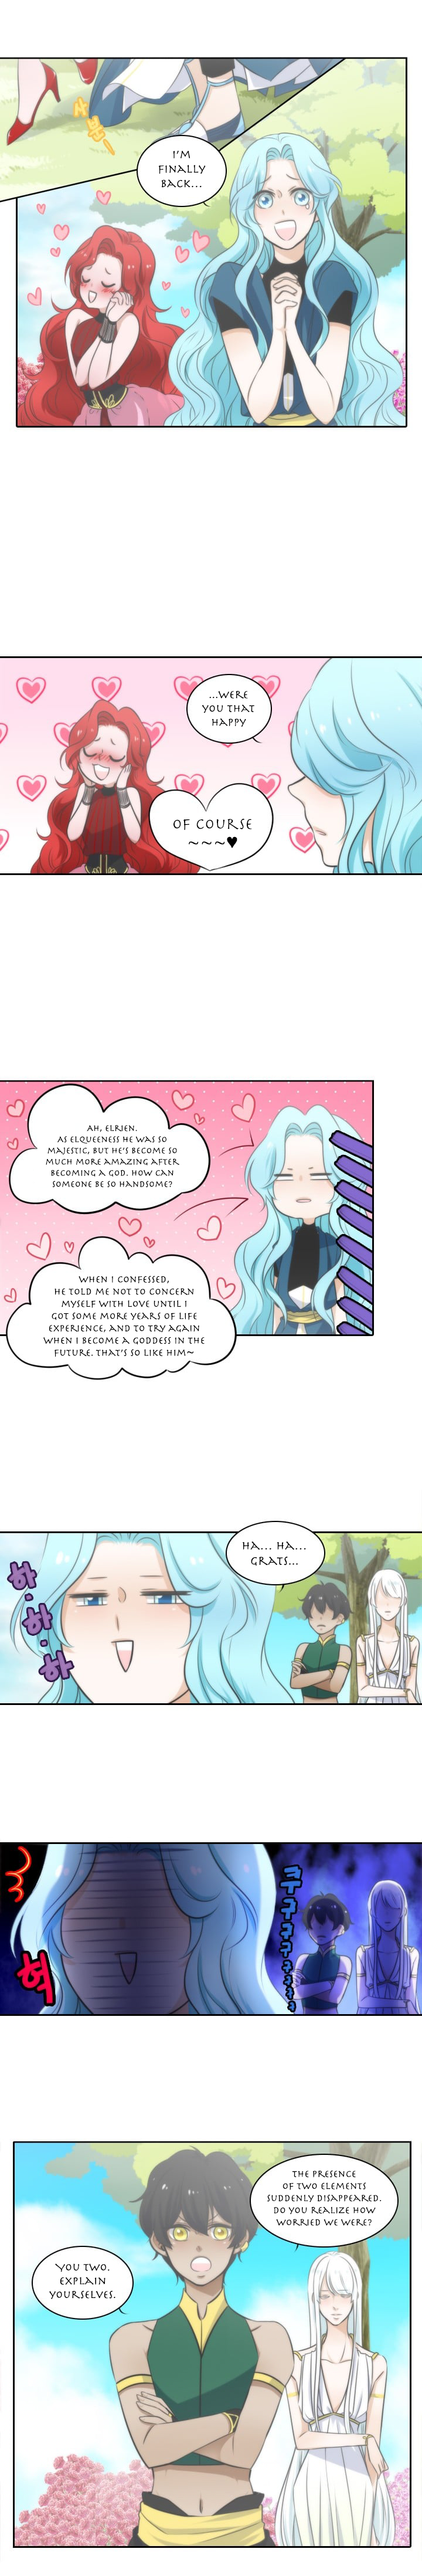 사뿐~
I'M
FINALLY
BACK...
...WERE
YOU THAT
HAPPY
OF COURSE
~~~♥
AH, ELRIEN.
AS ELQUEENESS HE WAS SO
MAJESTIC, BUT HE'S BECOME SO
MUCH MORE AMAZING AFTER
BECOMING A GOD. HOW CAN
SOMEONE BE SO HANDSOME?
WHEN I CONFESSED,
HE TOLD ME NOT TO CONCERN
MYSELF WITH LOVE UNTIL I
GOT SOME MORE YEARS OF LIFE
EXPERIENCE, AND TO TRY AGAIN
WHEN I BECOME A GODDESS IN THE
FUTURE. THAT'S SO LIKE HIM~
HA... HA...
GRATS...
하·하·하
헉
THE PRESENCE
OF TWO ELEMENTS
SUDDENLY DISAPPEARED.
DO YOU REALIZE HOW
WORRIED WE WERE?
YOU TWO.
EXPLAIN
YOURSELVES.